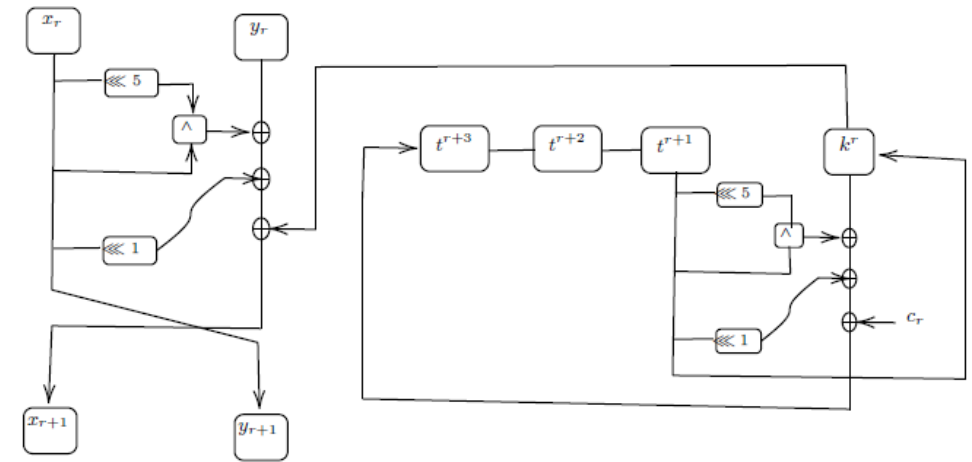 x_r
y_r
⋘ 5
∧
⋘ 1
x_{r+1}
y_{r+1}
t^{r+3}
t^{r+2}
t^{r+1}
k^r
⋘ 5
∧
⋘ 1
c_r